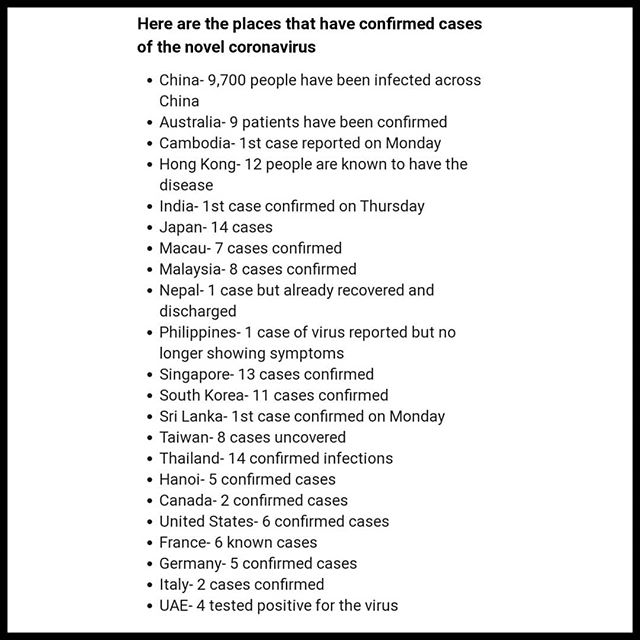 Here are the places that have confirmed cases
of the novel coronavirus
• China- 9,700 people have been infected across
China
• Australia- 9 patients have been confirmed
• Cambodia- 1st case reported on Monday
• Hong Kong- 12 people are known to have the
disease
• India- 1st case confirmed on Thursday
• Japan- 14 cases
• Macau- 7 cases confirmed
• Malaysia- 8 cases confirmed
• Nepal- 1 case but already recovered and
discharged
• Philippines- 1 case of virus reported but no
longer showing symptoms
• Singapore- 13 cases confirmed
• South Korea- 11 cases confirmed
• Sri Lanka- 1st case confirmed on Monday
• Taiwan- 8 cases uncovered
• Thailand- 14 confirmed infections
• Hanoi- 5 confirmed cases
• Canada- 2 confirmed cases
• United States- 6 confirmed cases
• France- 6 known cases
• Germany- 5 confirmed cases
• Italy- 2 cases confirmed
• UAE- 4 tested positive for the virus